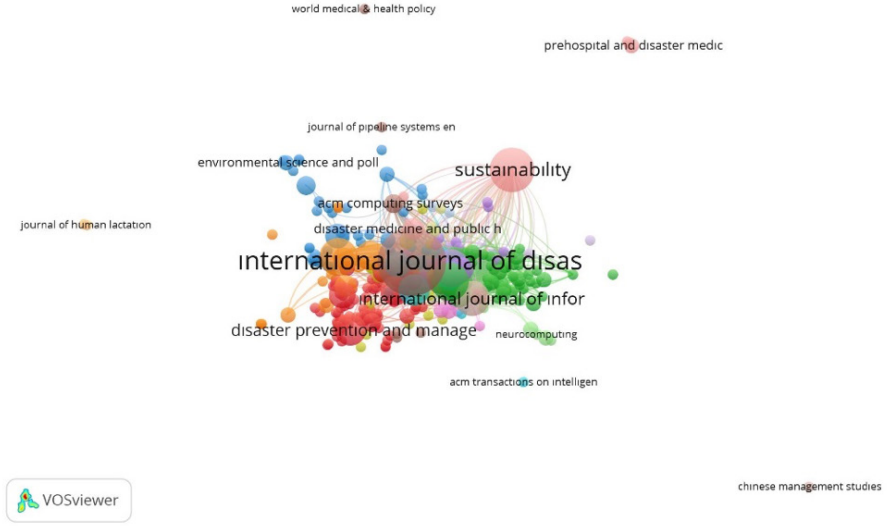 world medical & health policy
prehospital and disaster medic
journal of pipeline systems en
environmental science and poll
sustainability
acm computing surveys
journal of human lactation
disaster medicine and public h
international journal of disas
international journal of infor
disaster prevention and manage
neurocomputing
acm transactions on intelligen
chinese management studies
VOSviewer